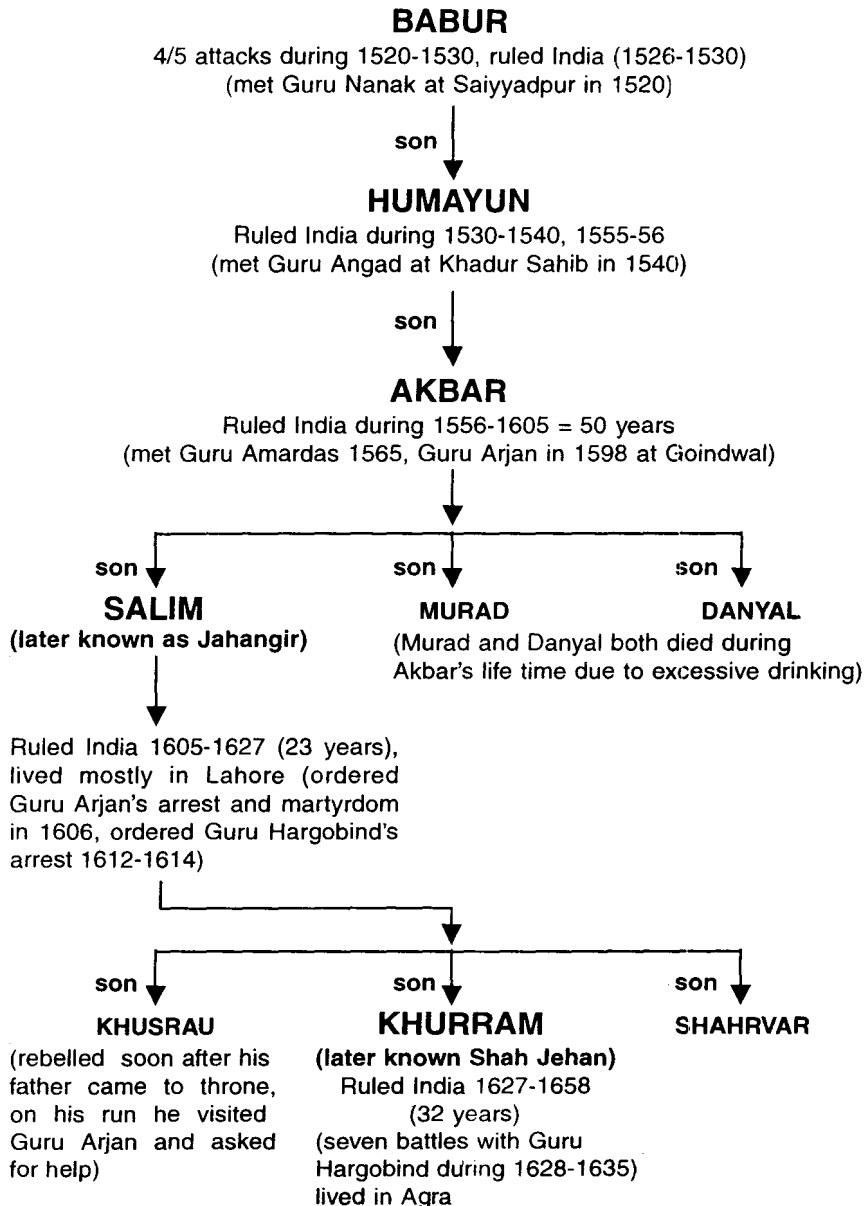 BABUR
4/5 attacks during 1520-1530, ruled India (1526-1530)
(met Guru Nanak at Saiyyadpur in 1520)
son
HUMAYUN
Ruled India during 1530-1540, 1555-56
(met Guru Angad at Khadur Sahib in 1540)
son
AKBAR
Ruled India during 1556-1605 = 50 years
(met Guru Amardas 1565, Guru Arjan in 1598 at Goindwal)
son son son
SALIM
(later known as Jahangir)
MURAD DANYAL
(Murad and Danyal both died during
Akbar's life time due to excessive drinking)
Ruled India 1605-1627 (23 years),
lived mostly in Lahore (ordered
Guru Arjan's arrest and martyrdom
in 1606, ordered Guru Hargobind's
arrest 1612-1614)
son son son
KHUSRAU
(rebelled soon after his
father came to throne,
on his run he visited
Guru Arjan and asked
for help)
KHURRAM
(later known Shah Jehan)
Ruled India 1627-1658
(32 years)
(seven battles with Guru
Hargobind during 1628-1635)
lived in Agra
SHAHRVAR